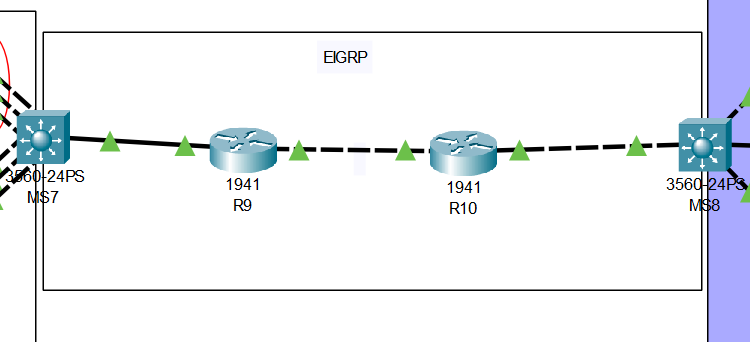 EIGRP
3560-24PS
MS7
1941
R9
1941
R10
3560-24PS
MS8